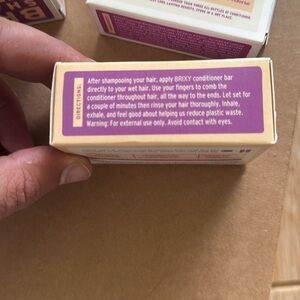 DIRECTIONS:
After shampooing your hair, apply BRIXY conditioner bar
directly to your wet hair. Use your fingers to comb the
conditioner throughout hair, all the way to the ends. Let set for
a couple of minutes then rinse your hair thoroughly. Inhale,
exhale, and feel good about helping us reduce plastic waste.
Warning: For external use only. Avoid contact with eyes.